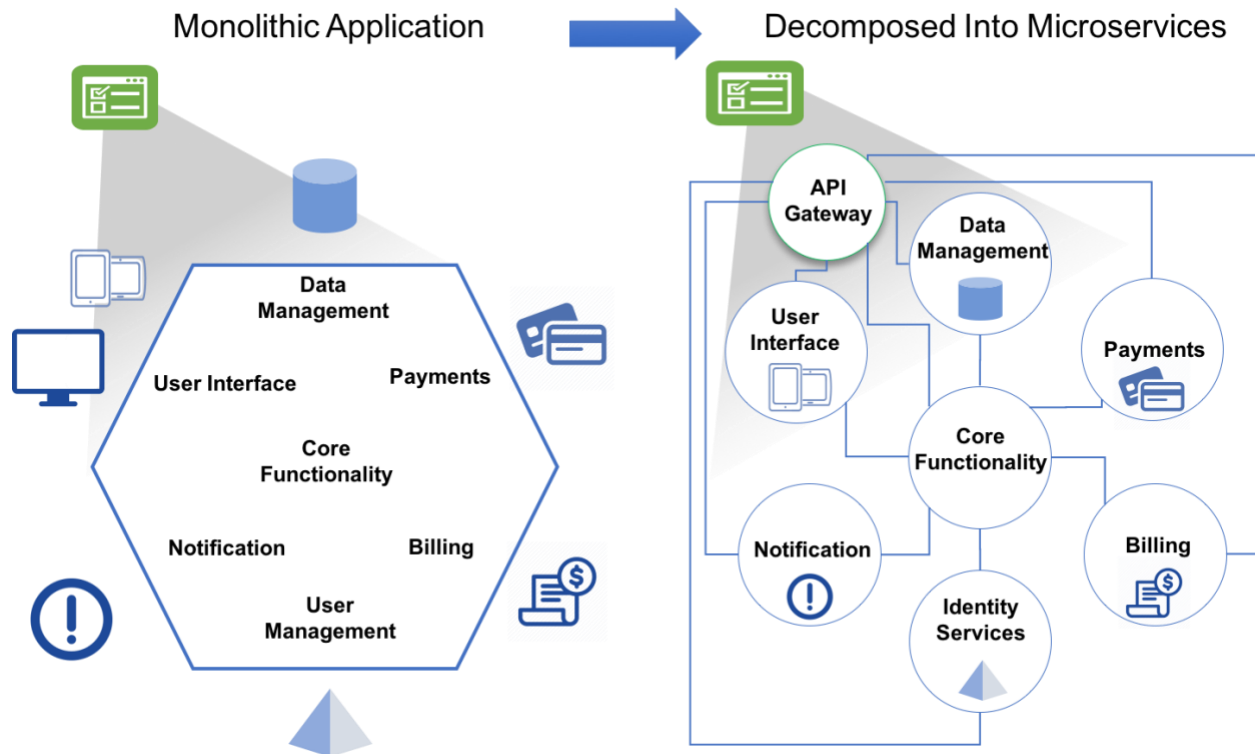 Monolithic Application
Decomposed Into Microservices
Data
Management
User Interface
Payments
Core
Functionality
Notification
Billing
User
Management
$
API
Gateway
Data
Management
User
Interface
Payments
Core
Functionality
Notification
Billing
$
Identity
Services